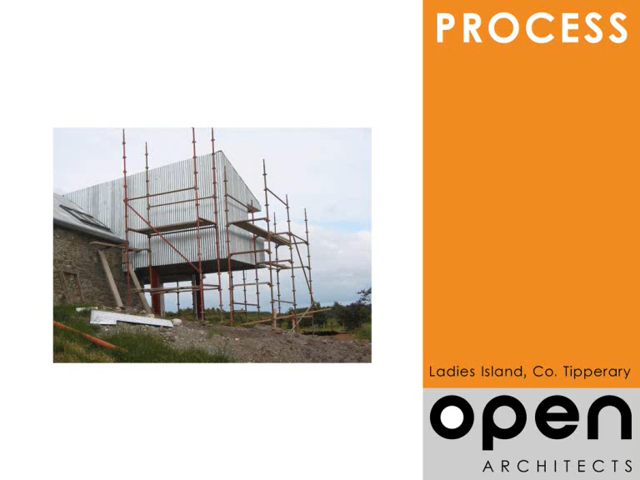 PROCESS
Ladies Island, Co. Tipperary
open
ARCHITECTS